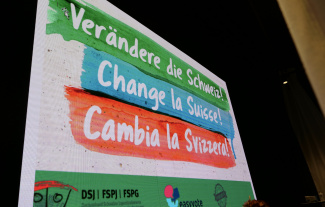 Verändere die Schweiz!
Change la Suisse!
Cambia la Svizzera!
DSJ | FSPJ | FSPG
easyvote